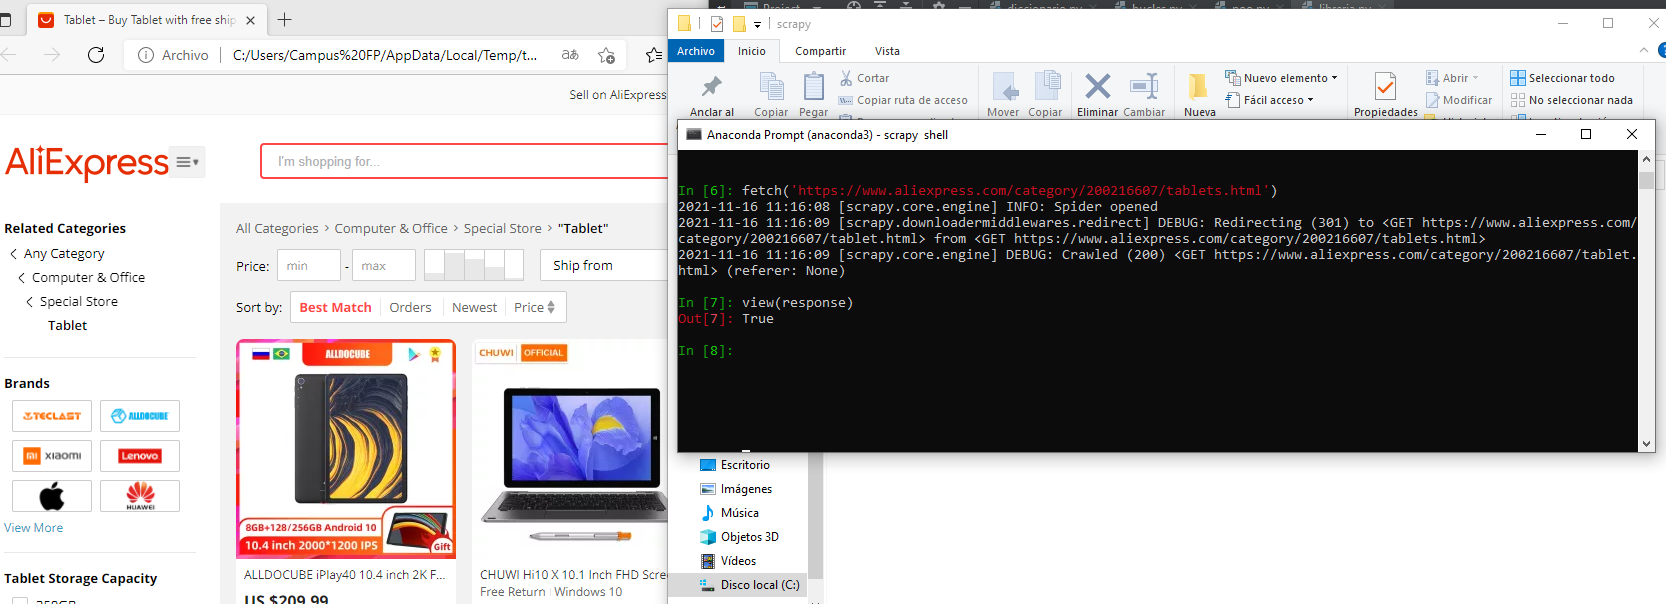 Tablet – Buy Tablet with free ship
Archivo
C:/Users/Campus%20FP/AppData/Local/Temp/t...
Sell on AliExpress
AliExpress
I'm shopping for...
Related Categories
Any Category
Computer & Office
Special Store
Tablet
Brands
TECLAST
ALLDOCUBE
xiaomi
Lenovo
HUAWEI
View More
Tablet Storage Capacity
256GB
All Categories > Computer & Office > Special Store > "Tablet"
Price: min - max Ship from
Sort by: Best Match Orders Newest Price
ALLDOCUBE
8GB+128/256GB Android 10
10.4 inch 2000*1200 IPS
Gift
ALLDOCUBE iPlay40 10.4 inch 2K F...
US $209.99
CHUWI OFFICIAL
CHUWI Hi10 X 10.1 Inch FHD Scre
Free Return Windows 10
Project
diccionario.py
bucles.py
poo.py
libreria.py
scrapy
Archivo Inicio Compartir Vista
Anclar al
Copiar
Pegar
Cortar
Copiar ruta de acceso
Mover
Copiar
Eliminar
Cambiar
Nueva
Nuevo elemento
Fácil acceso
Propiedades
Abrir
Modificar
Seleccionar todo
No seleccionar nada
Anaconda Prompt (anaconda3) - scrapy shell
In [6]: fetch('https://www.aliexpress.com/category/200216607/tablets.html')
2021-11-16 11:16:08 [scrapy.core.engine] INFO: Spider opened
2021-11-16 11:16:09 [scrapy.downloadermiddlewares.redirect] DEBUG: Redirecting (301) to <GET https://www.aliexpress.com/
category/200216607/tablet.html> from <GET https://www.aliexpress.com/category/200216607/tablets.html>
2021-11-16 11:16:09 [scrapy.core.engine] DEBUG: Crawled (200) <GET https://www.aliexpress.com/category/200216607/tablet.
html> (referer: None)
In [7]: view(response)
Out[7]: True
In [8]:
Escritorio
Imágenes
Música
Objetos 3D
Vídeos
Disco local (C:)